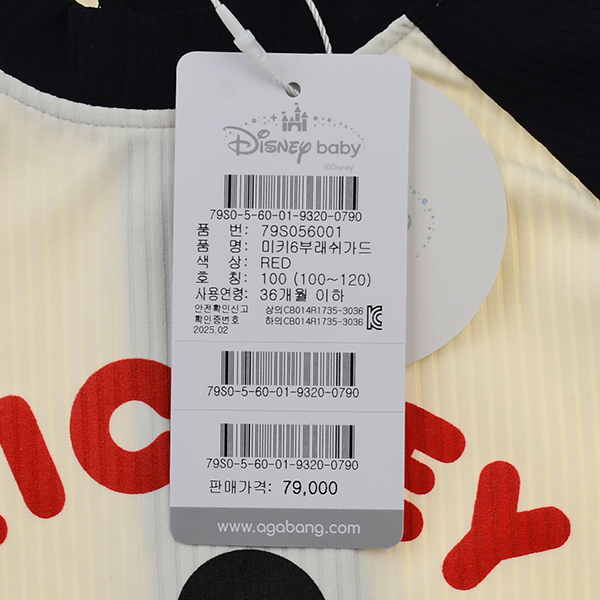 Disney baby
©Disney
79S0-5-60-01-9320-0790
품 번: 79S056001
품 명: 미키6부래쉬가드
색 상: RED
호 칭: 100 (100~120)
사용연령: 36개월 이하
안전확인신고 상의CB014R1735-3036
확인증번호 하의CB014R1735-3036
2025.02
79S0-5-60-01-9320-0790
79S0-5-60-01-9320-0790
판매가격: 79,000
www.agabang.com
ICEY